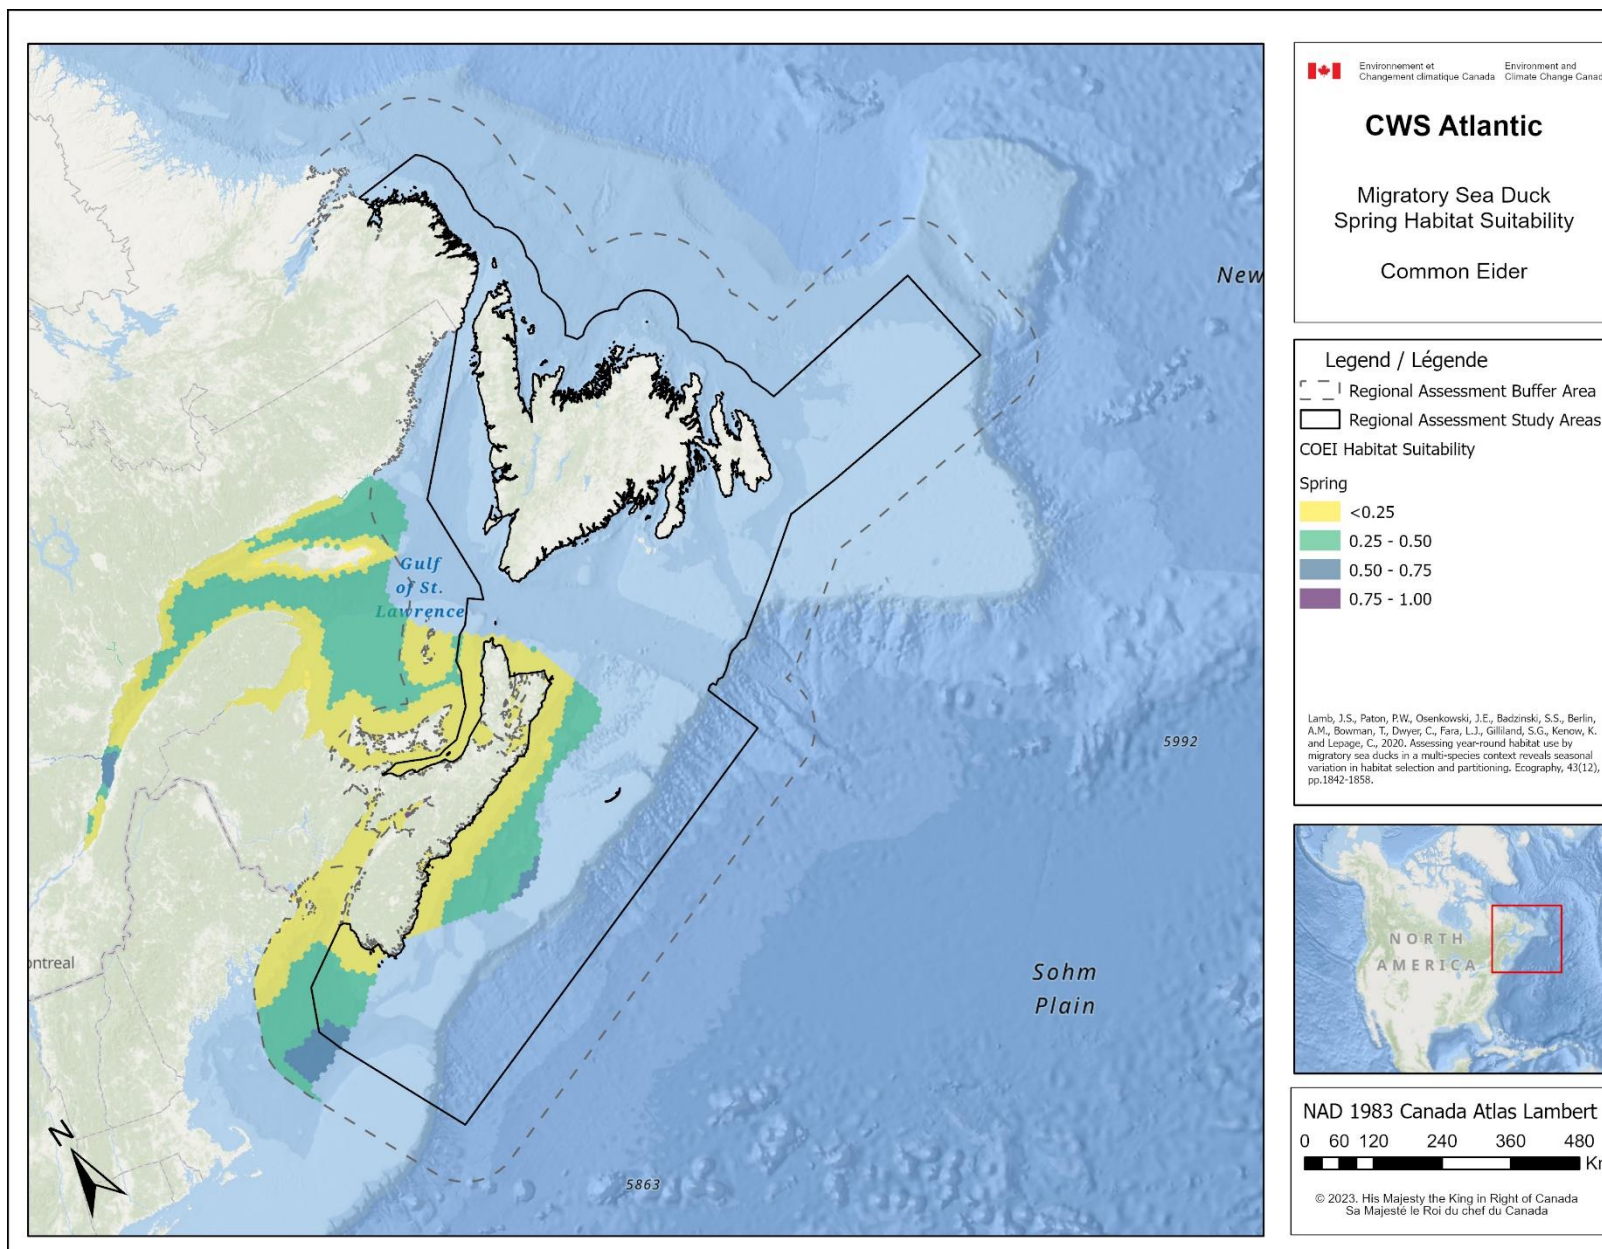 Environnement et
Changement climatique Canada
Environment and
Climate Change Canad
CWS Atlantic
Migratory Sea Duck
Spring Habitat Suitability
Common Eider
Legend / Légende
Regional Assessment Buffer Area
Regional Assessment Study Areas
COEI Habitat Suitability
Spring
<0.25
0.25 - 0.50
0.50 - 0.75
0.75 - 1.00
Lamb, J.S., Paton, P.W., Osenkowski, J.E., Badzinski, S.S., Berlin,
A.M., Bowman, T., Dwyer, C., Fara, L.J., Gilliland, S.G., Kenow, K.
and Lepage, C., 2020. Assessing year-round habitat use by
migratory sea ducks in a multi-species context reveals seasonal
variation in habitat selection and partitioning. Ecography, 43(12),
pp.1842-1858.
NORTH
AMERICA
NAD 1983 Canada Atlas Lambert
0 60 120 240 360 480
Km
© 2023. His Majesty the King in Right of Canada
Sa Majesté le Roi du chef du Canada
New
Gulf
of St.
Lawrence
5992
ontreal
Sohm
Plain
5863
N